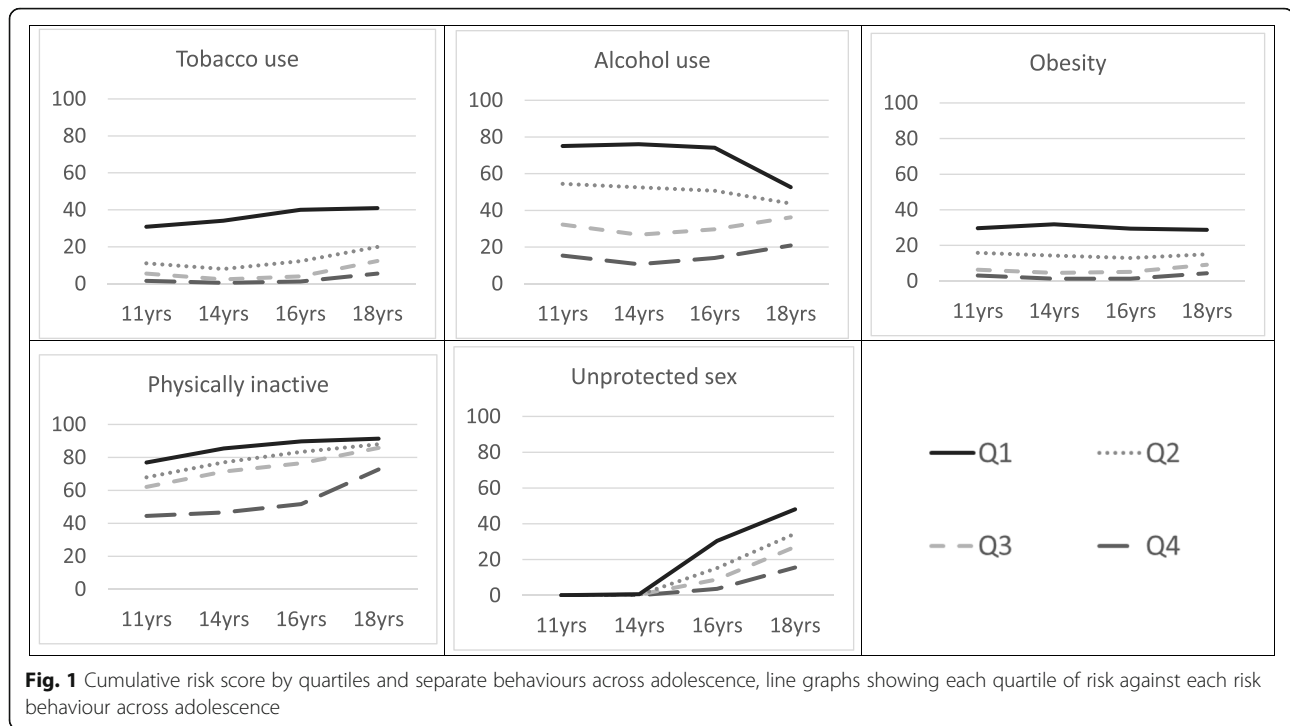 Tobacco use
100
80
60
40
20
0
11yrs 14yrs 16yrs 18yrs
Alcohol use
100
80
60
40
20
0
11yrs 14yrs 16yrs 18yrs
Obesity
100
80
60
40
20
0
11yrs 14yrs 16yrs 18yrs
Physically inactive
100
80
60
40
20
0
11yrs 14yrs 16yrs 18yrs
Unprotected sex
100
80
60
40
20
0
11yrs 14yrs 16yrs 18yrs
Q1 Q2
Q3 Q4
Fig. 1 Cumulative risk score by quartiles and separate behaviours across adolescence, line graphs showing each quartile of risk against each risk
behaviour across adolescence